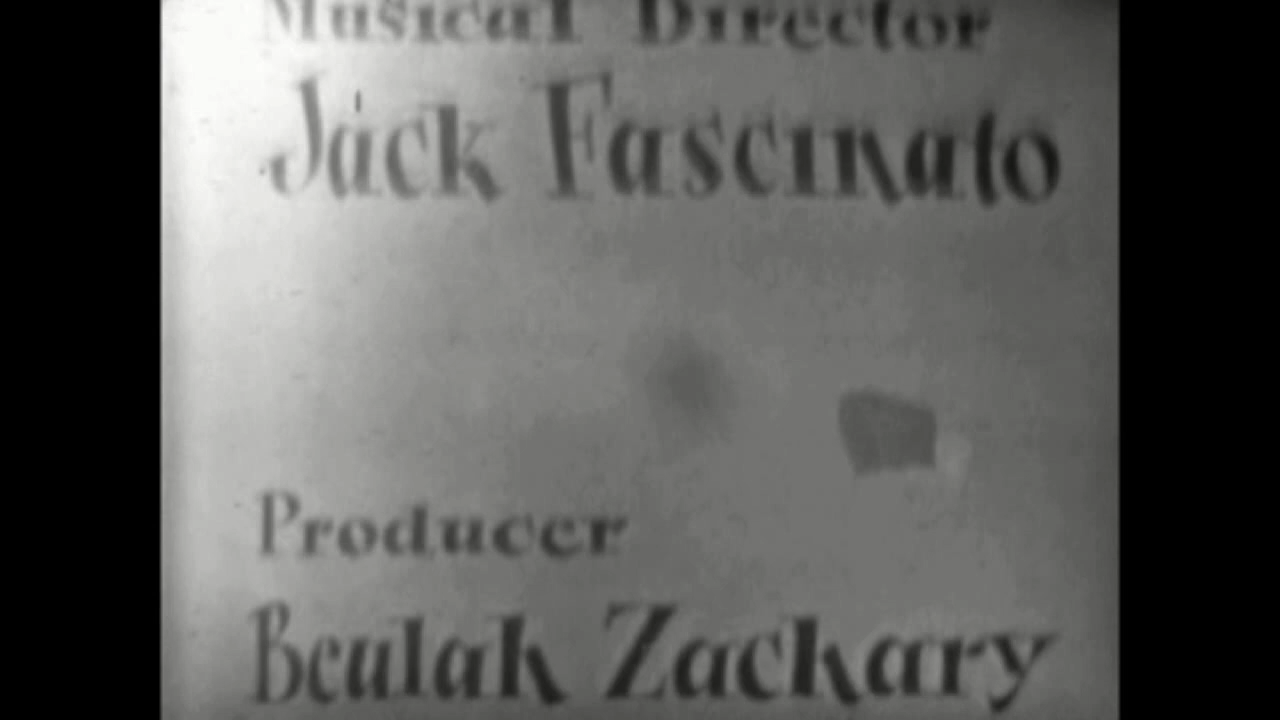 Musical Director
Jack Fascinato
Producer
Beulah Zachary